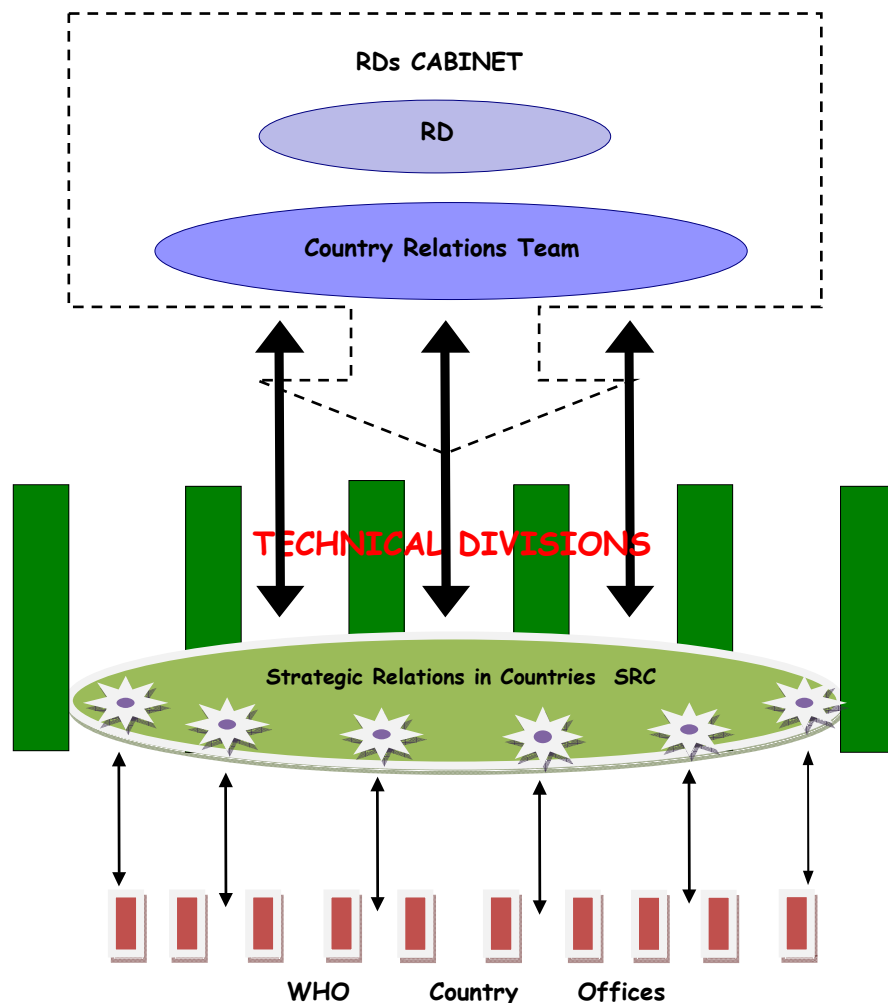 RDs CABINET
RD
Country Relations Team
TECHNICAL DIVISIONS
Strategic Relations in Countries SRC
WHO Country Offices